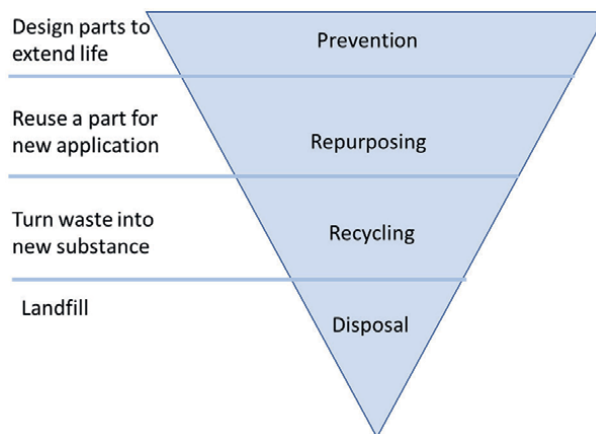 Design parts to
extend life
Prevention
Reuse a part for
new application
Repurposing
Turn waste into
new substance
Recycling
Landfill
Disposal